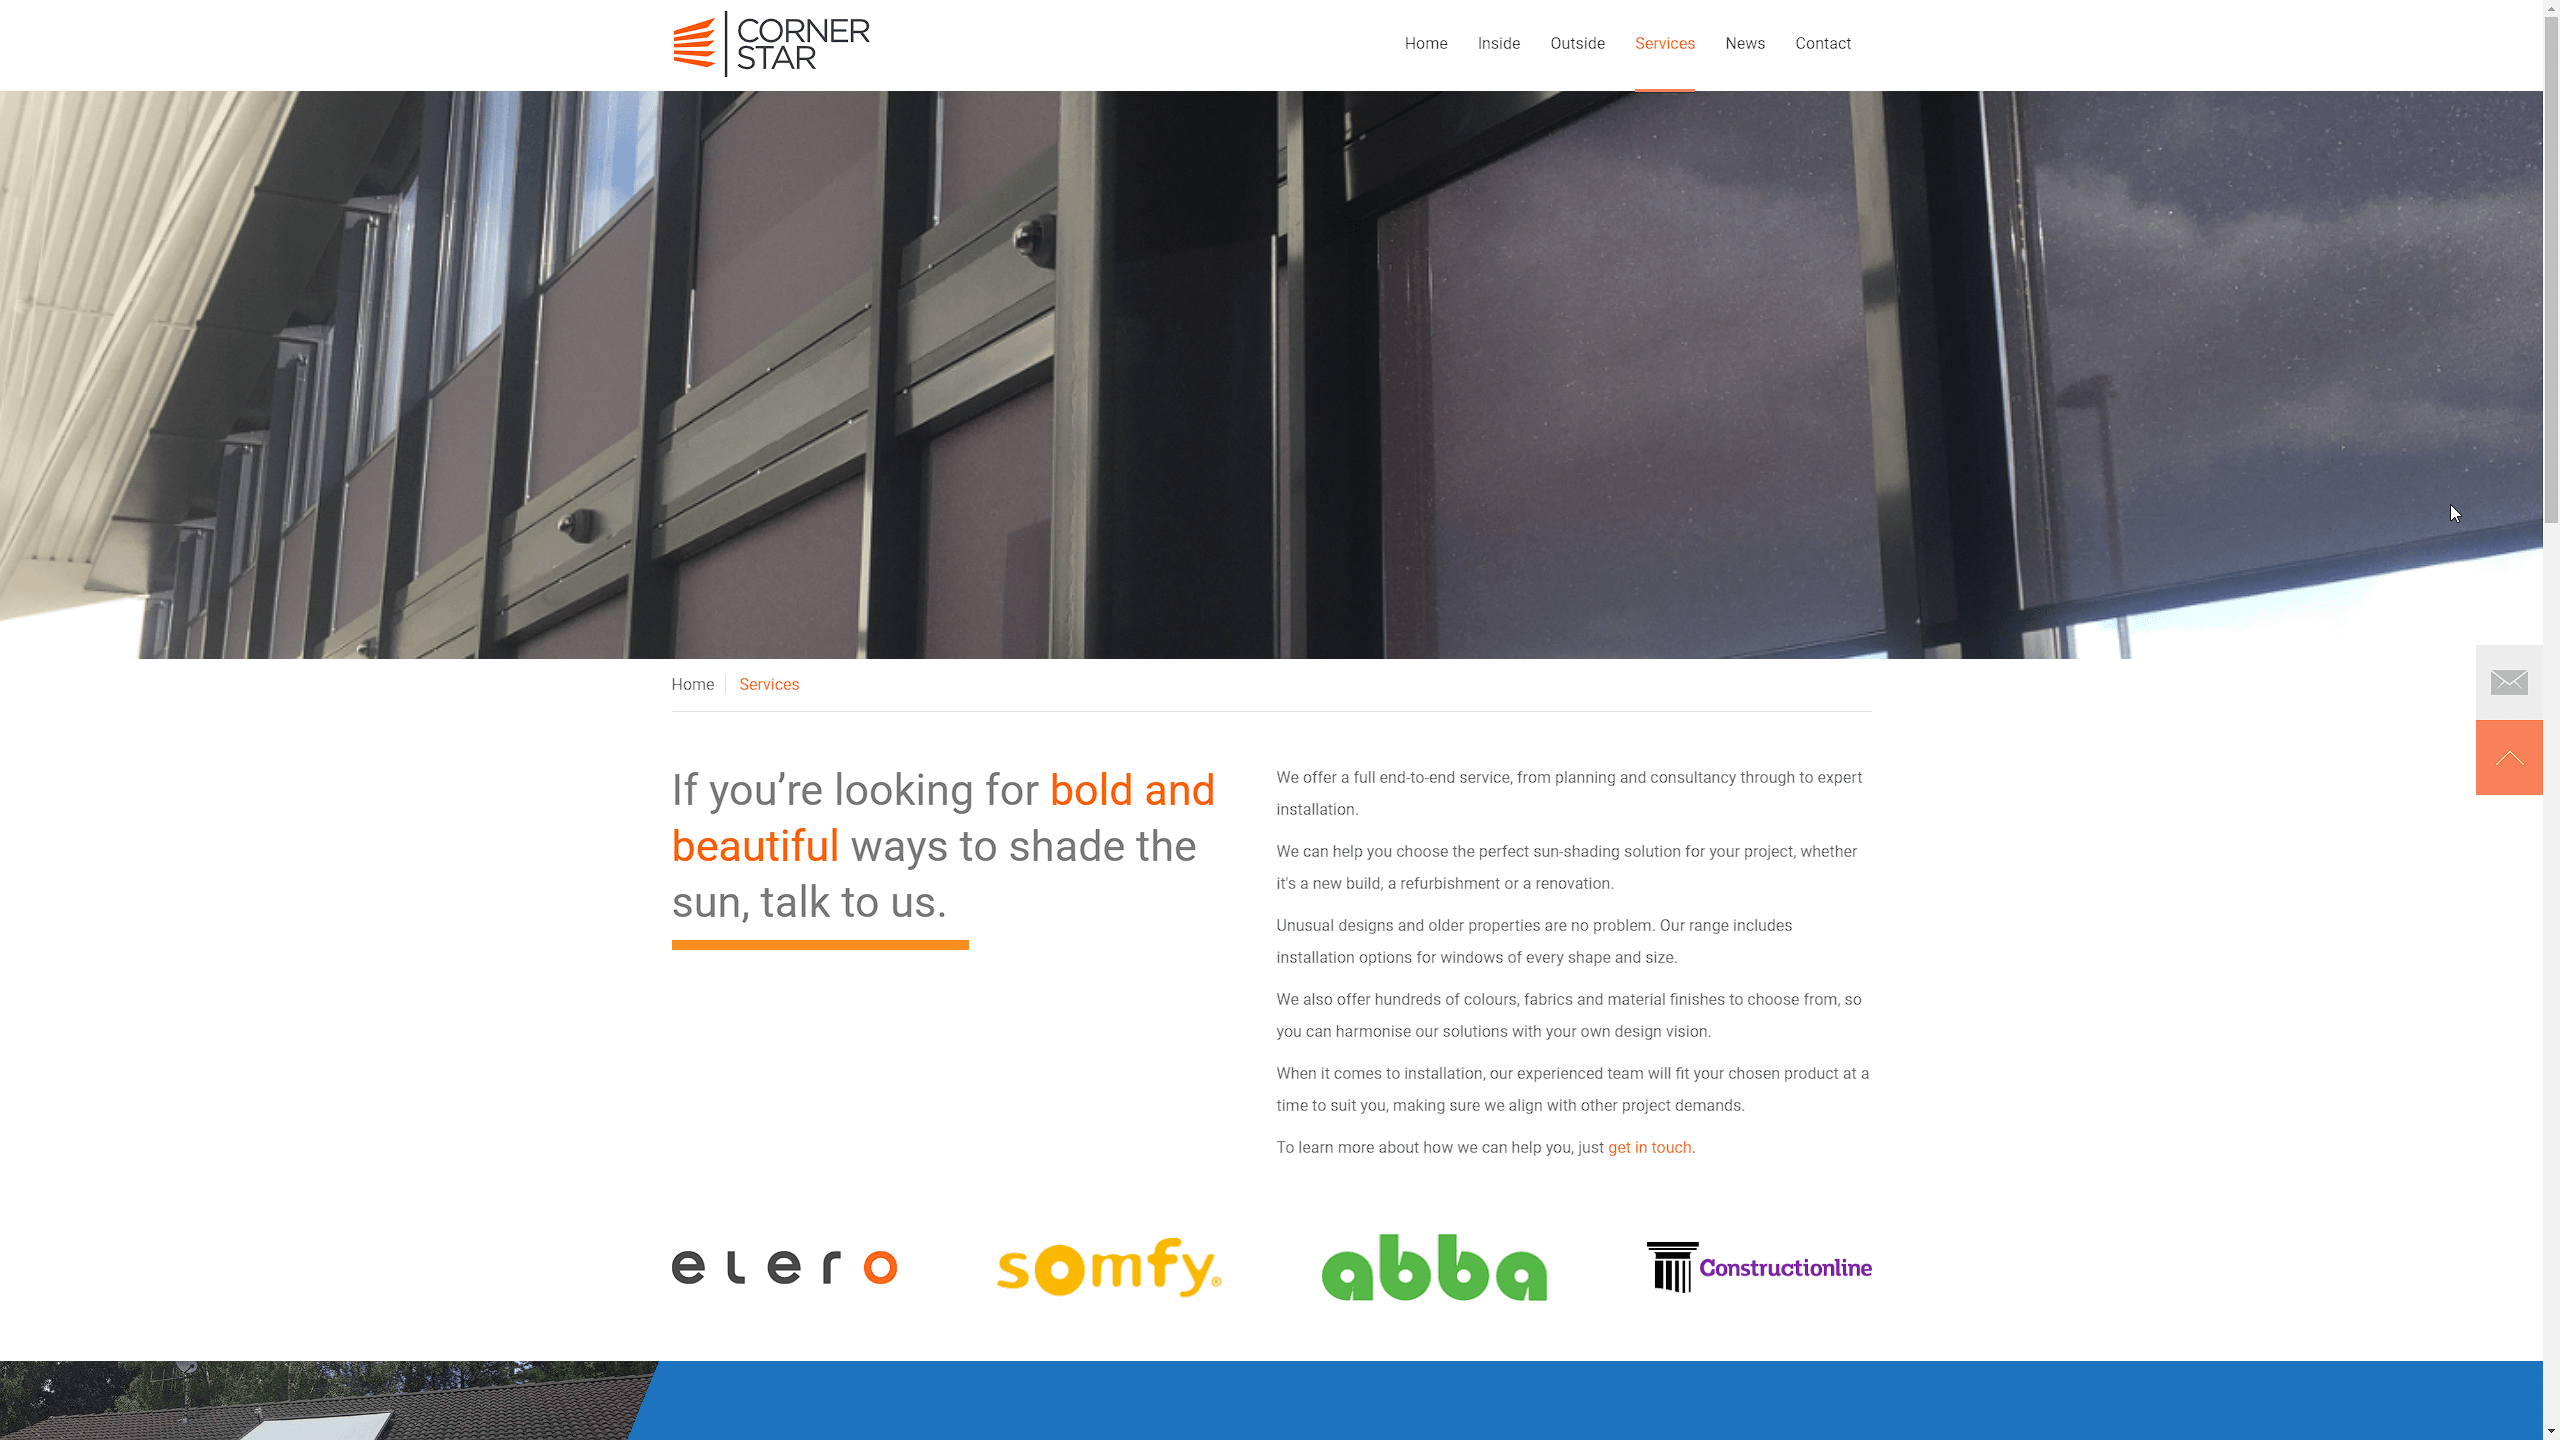 CORNER
STAR
Home Inside Outside Services News Contact
Home Services
If you’re looking for bold and
beautiful ways to shade the
sun, talk to us.
We offer a full end-to-end service, from planning and consultancy through to expert
installation.
We can help you choose the perfect sun-shading solution for your project, whether
it's a new build, a refurbishment or a renovation.
Unusual designs and older properties are no problem. Our range includes
installation options for windows of every shape and size.
We also offer hundreds of colours, fabrics and material finishes to choose from, so
you can harmonise our solutions with your own design vision.
When it comes to installation, our experienced team will fit your chosen product at a
time to suit you, making sure we align with other project demands.
To learn more about how we can help you, just get in touch.
elero somfy® abba Constructionline